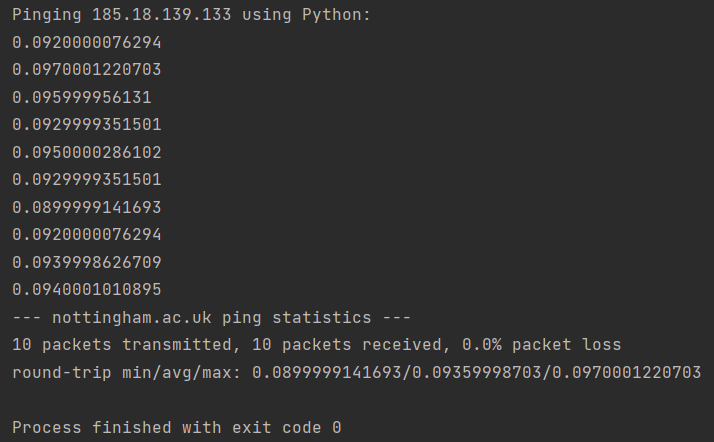 Pinging 185.18.139.133 using Python:
0.0920000076294
0.0970001220703
0.095999956131
0.0929999351501
0.0950000286102
0.0929999351501
0.0899999141693
0.0920000076294
0.0939998626709
0.0940001010895
--- nottingham.ac.uk ping statistics ---
10 packets transmitted, 10 packets received, 0.0% packet loss
round-trip min/avg/max: 0.0899999141693/0.09359998703/0.0970001220703
Process finished with exit code 0